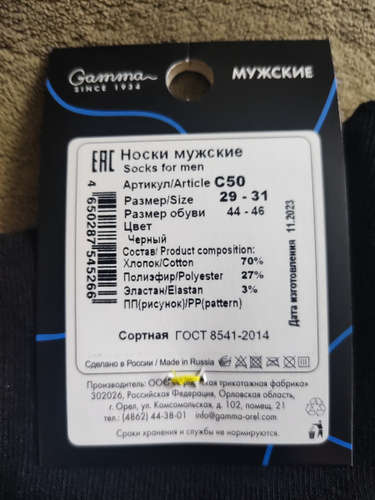 Gamma
SINCE 1934
МУЖСКИЕ
EAC Носки мужские
Socks for men
Артикул/Article C50
Размер/Size 29 - 31
Размер обуви 44 - 46
Цвет
Черный
Состав/ Product composition:
Хлопок/Cotton 70%
Полиэфир/Polyester 27%
Эластан/Elastan 3%
ПП(рисунок)/PP(pattern)
Сортная ГОСТ 8541-2014
4 650287 545266
Дата изготовления 11.2023
Сделано в России / Made in Russia
Производитель: ООО кая трикотажная фабрика"
302026, Российская Федерация, Орловская область,
г. Орел, ул. Комсомольская, д. 102, помещ. 21
тел.: (4862) 44-38-01 info@gamma-orel.com
Сроки хранения и службы не нормируются.